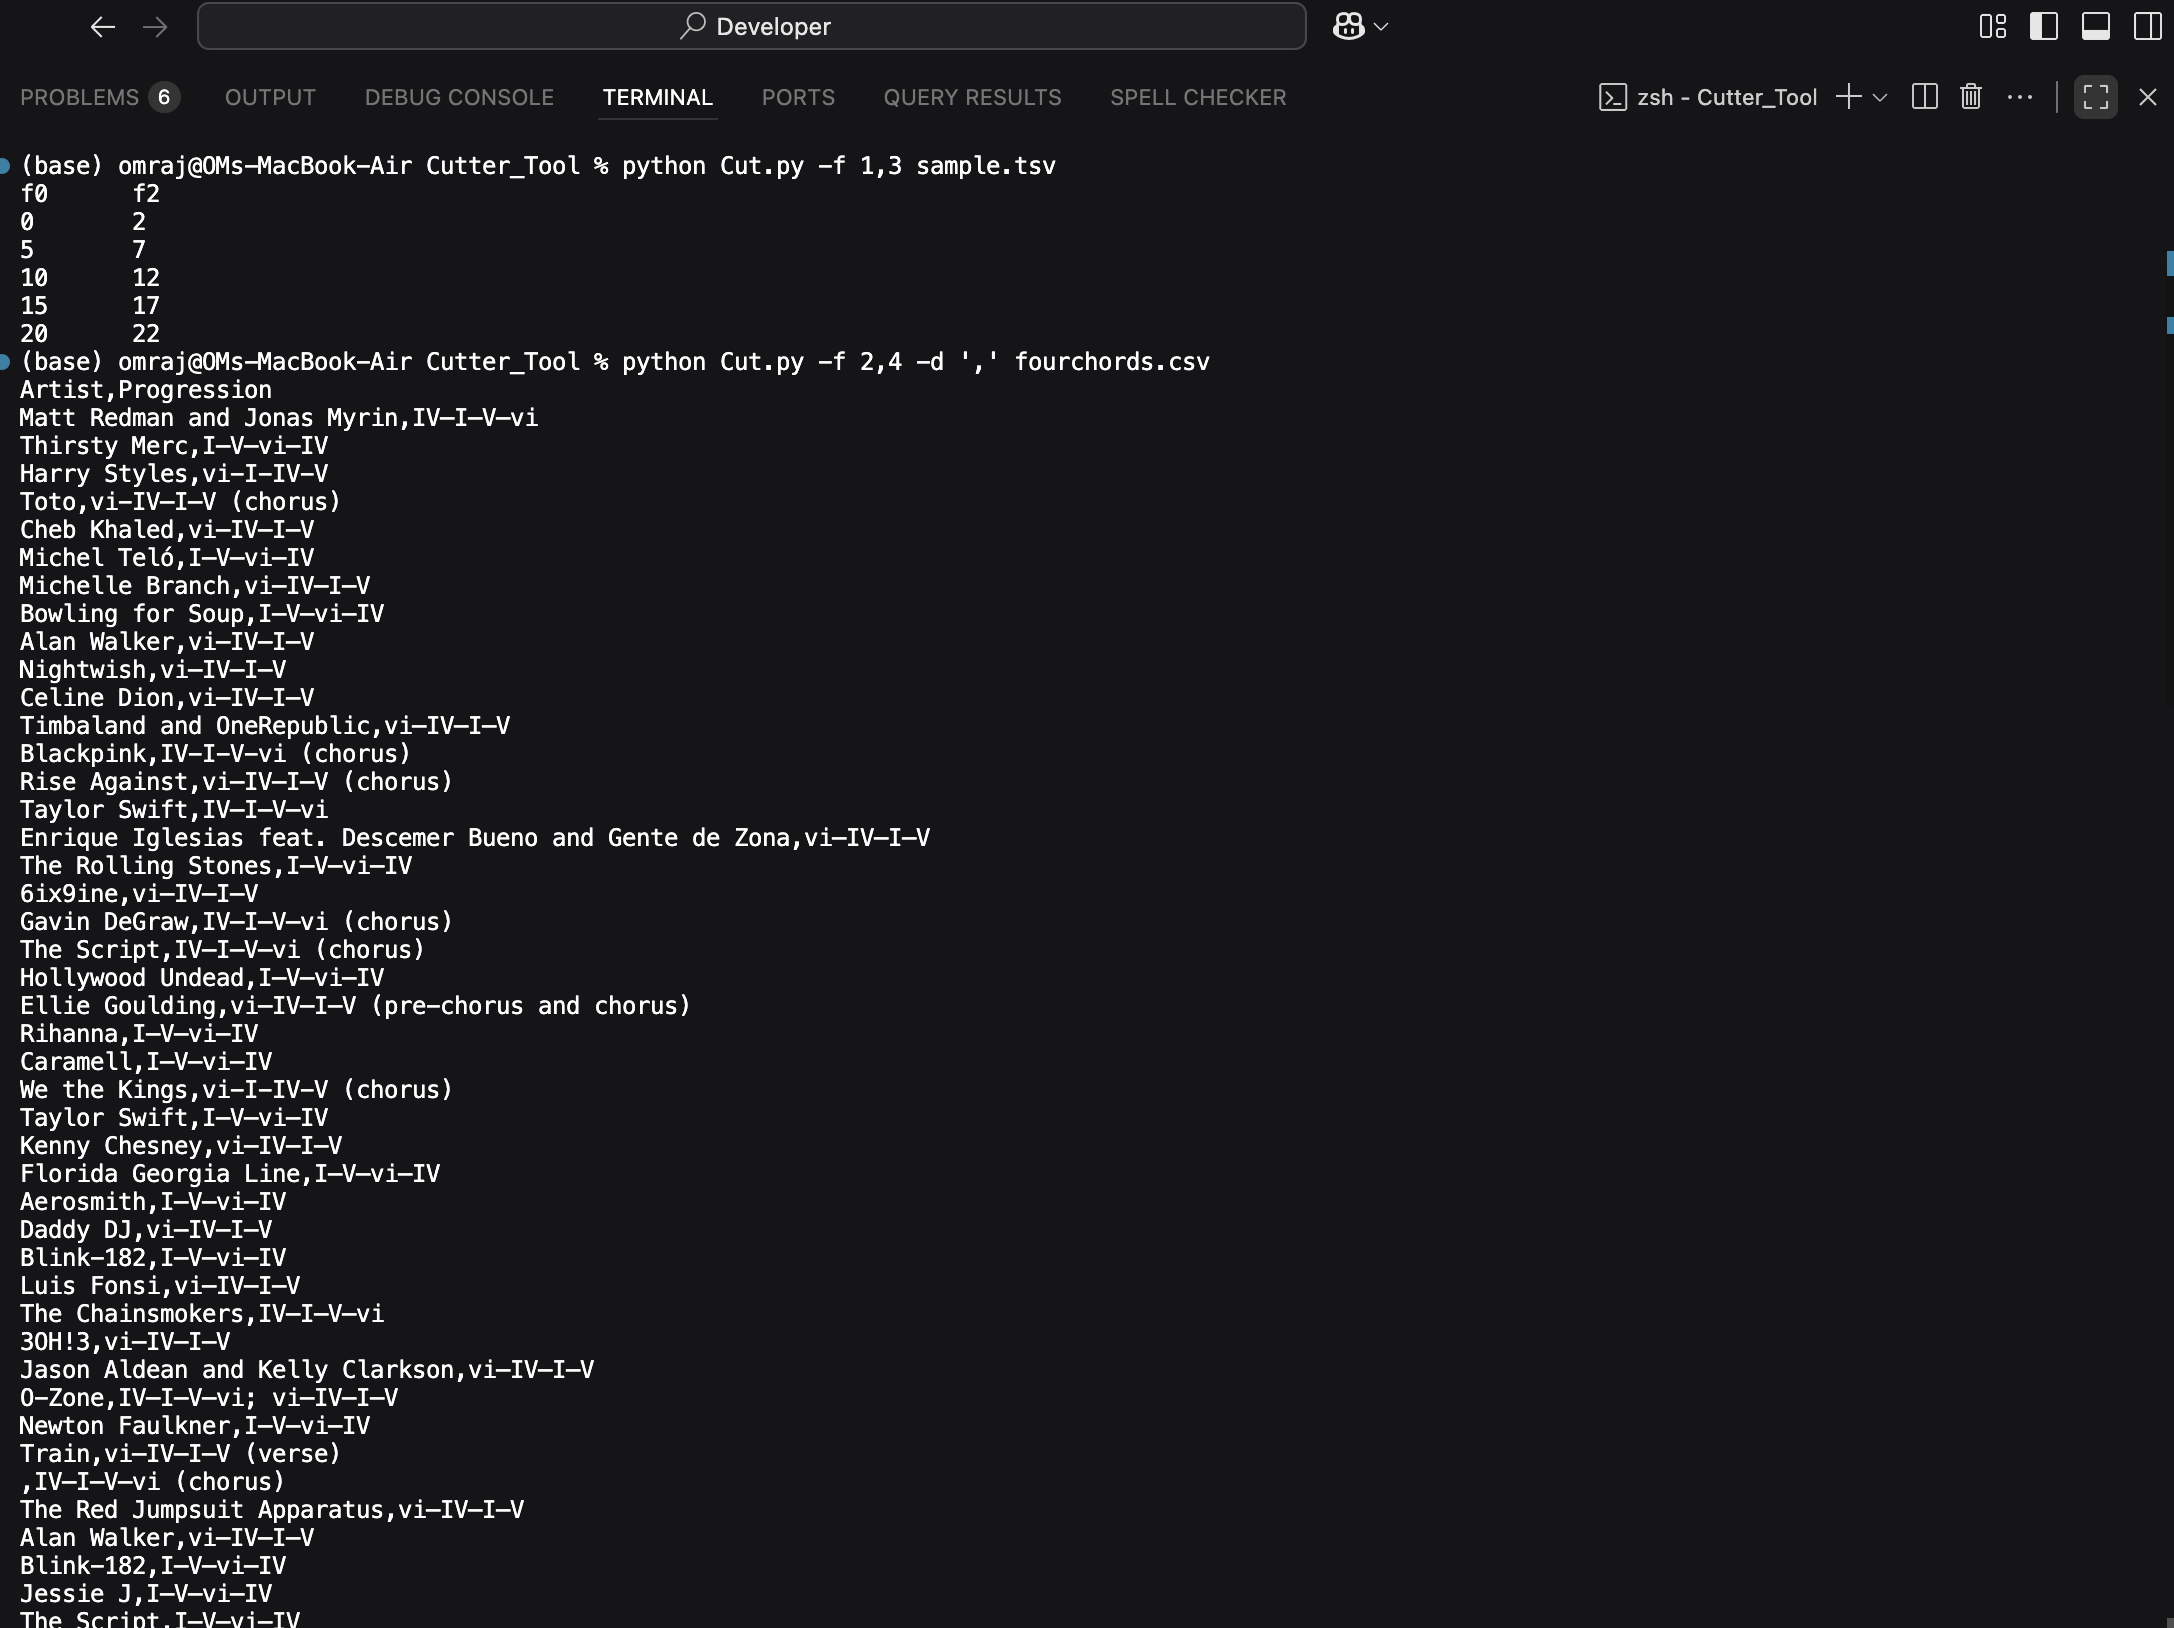 Developer
PROBLEMS 6 OUTPUT DEBUG CONSOLE TERMINAL PORTS QUERY RESULTS SPELL CHECKER zsh - Cutter_Tool
(base) omraj@OMs-MacBook-Air Cutter_Tool % python Cut.py -f 1,3 sample.tsv
f0 f2
0 2
5 7
10 12
15 17
20 22
(base) omraj@OMs-MacBook-Air Cutter_Tool % python Cut.py -f 2,4 -d ',' fourchords.csv
Artist,Progression
Matt Redman and Jonas Myrin,IV–I–V–vi
Thirsty Merc,I–V–vi–IV
Harry Styles,vi-I-IV-V
Toto,vi-IV–I–V (chorus)
Cheb Khaled,vi–IV–I–V
Michel Teló,I–V–vi–IV
Michelle Branch,vi–IV–I–V
Bowling for Soup,I–V–vi–IV
Alan Walker,vi–IV–I–V
Nightwish,vi–IV–I–V
Celine Dion,vi–IV–I–V
Timbaland and OneRepublic,vi–IV–I–V
Blackpink,IV-I-V-vi (chorus)
Rise Against,vi–IV–I–V (chorus)
Taylor Swift,IV–I–V–vi
Enrique Iglesias feat. Descemer Bueno and Gente de Zona,vi–IV–I–V
The Rolling Stones,I–V–vi–IV
6ix9ine,vi–IV–I–V
Gavin DeGraw,IV–I–V–vi (chorus)
The Script,IV–I–V–vi (chorus)
Hollywood Undead,I–V–vi–IV
Ellie Goulding,vi–IV–I–V (pre-chorus and chorus)
Rihanna,I–V–vi–IV
Caramell,I–V–vi–IV
We the Kings,vi-I-IV-V (chorus)
Taylor Swift,I–V–vi–IV
Kenny Chesney,vi–IV–I–V
Florida Georgia Line,I–V–vi–IV
Aerosmith,I–V–vi–IV
Daddy DJ,vi–IV–I–V
Blink-182,I–V–vi–IV
Luis Fonsi,vi–IV–I–V
The Chainsmokers,IV–I–V–vi
3OH!3,vi–IV–I–V
Jason Aldean and Kelly Clarkson,vi–IV–I–V
O-Zone,IV–I–V–vi; vi–IV–I–V
Newton Faulkner,I–V–vi–IV
Train,vi–IV–I–V (verse)
,IV–I–V–vi (chorus)
The Red Jumpsuit Apparatus,vi–IV–I–V
Alan Walker,vi–IV–I–V
Blink-182,I–V–vi–IV
Jessie J,I–V–vi–IV
The Script,I–V–vi–IV